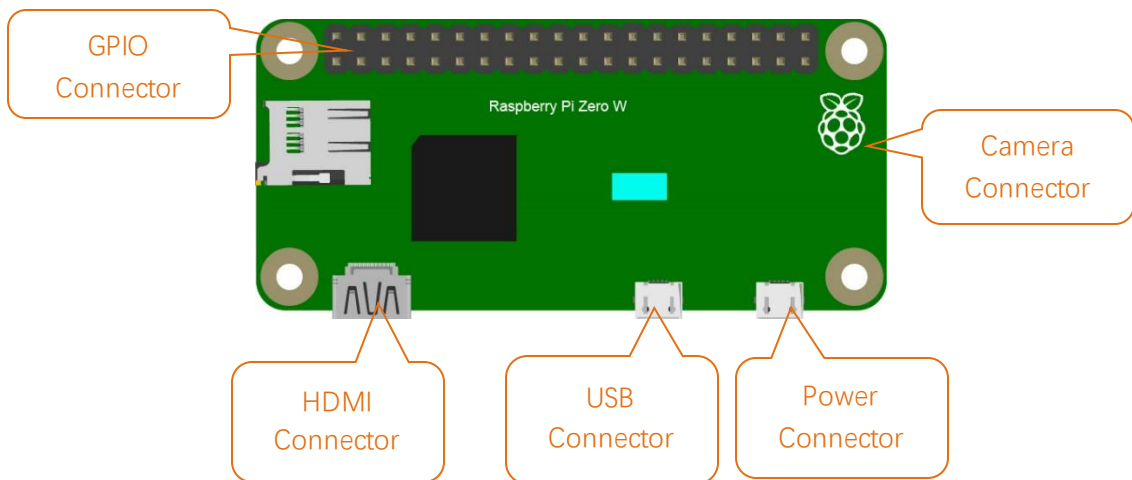 GPIO
Connector
Raspberry Pi Zero W
Camera
Connector
HDMI
Connector
USB
Connector
Power
Connector